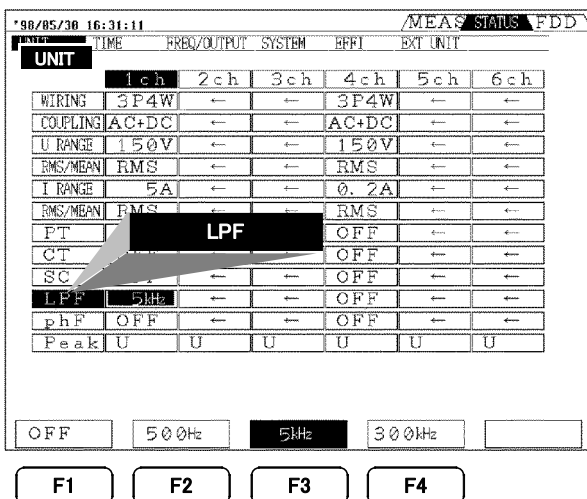 '98/05/30 16:31:11 MEAS STATUS FDD
UNIT TIME FREQ/OUTPUT SYSTEM EFFI EXT UNIT
UNIT
1ch 2ch 3ch 4ch 5ch 6ch
WIRING 3P4W ← ← 3P4W ← ←
COUPLING AC+DC ← ← AC+DC ← ←
U RANGE 150V ← ← 150V ← ←
RMS/MEAN RMS ← ← RMS ← ←
I RANGE 5A ← ← 0.2A ← ←
RMS/MEAN RMS RMS ← ←
LPF
PT OFF ← ←
CT OFF ← ←
SC ← ← OFF ← ←
LPF 5kHz ← ← OFF ← ←
phF OFF ← ← OFF ← ←
Peak U U U U U U
OFF 500Hz 5kHz 300kHz
F1 F2 F3 F4